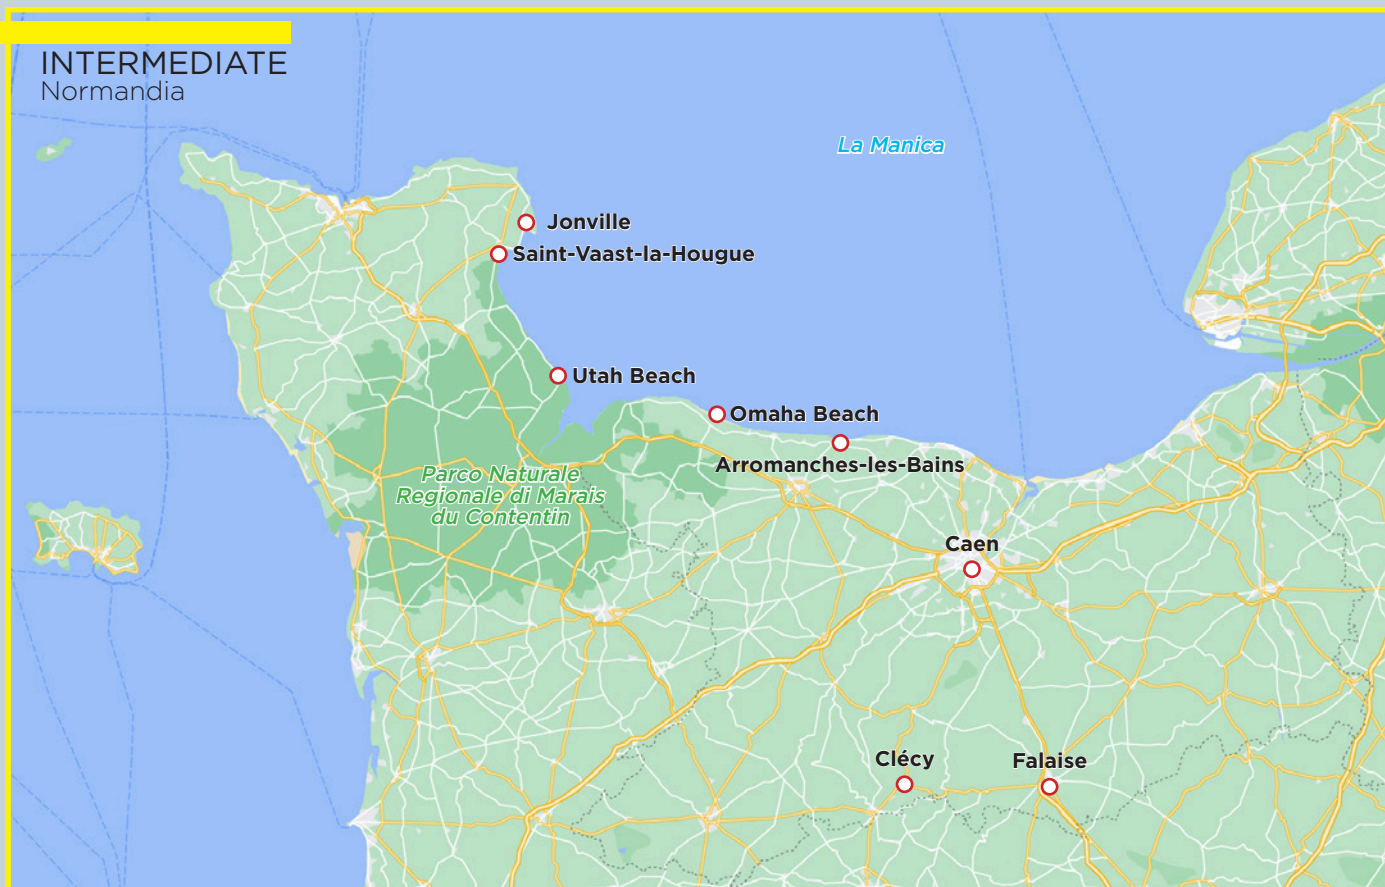 INTERMEDIATE
Normandia
La Manica
Jonville
Saint-Vaast-la-Hougue
Utah Beach
Omaha Beach
Arromanches-les-Bains
Parco Naturale
Regionale di Marais
du Contentin
Caen
Clécy
Falaise